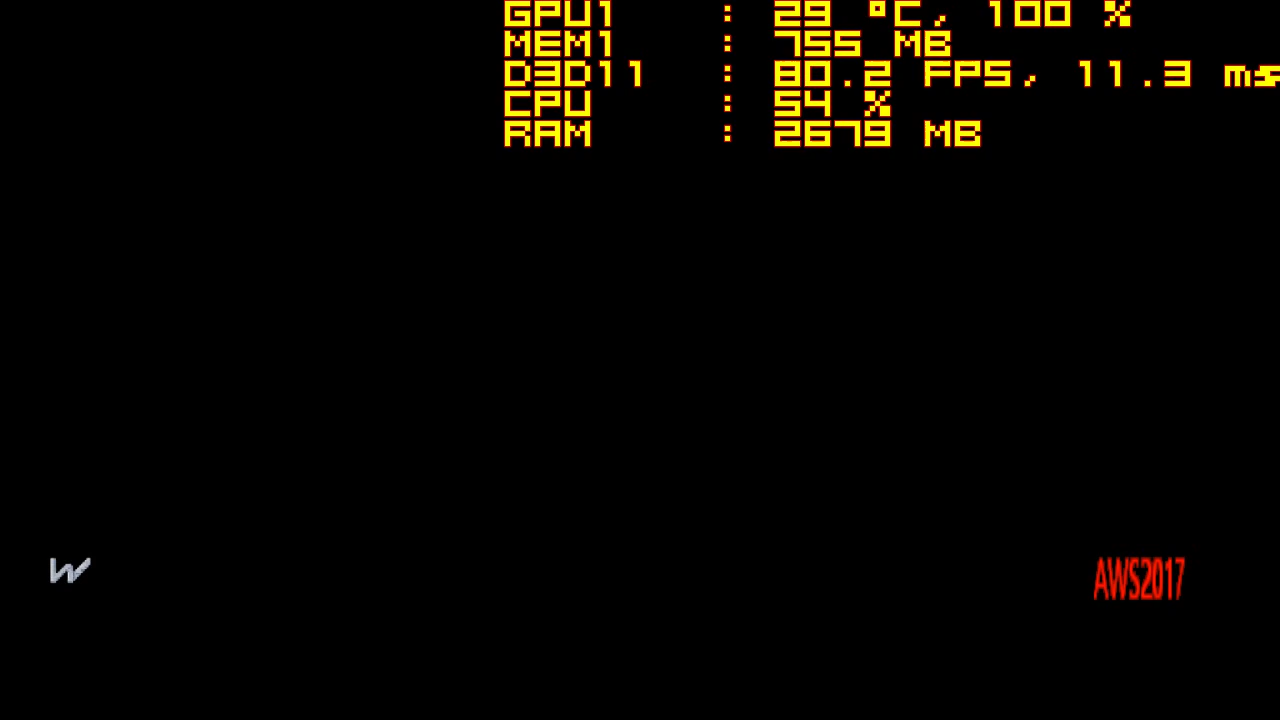 GPU1 : 29 °C, 100 %
MEM1 : 755 MB
D3D11 : 80.2 FPS, 11.3 ms
CPU : 54 %
RAM : 2679 MB
W
AWS2017